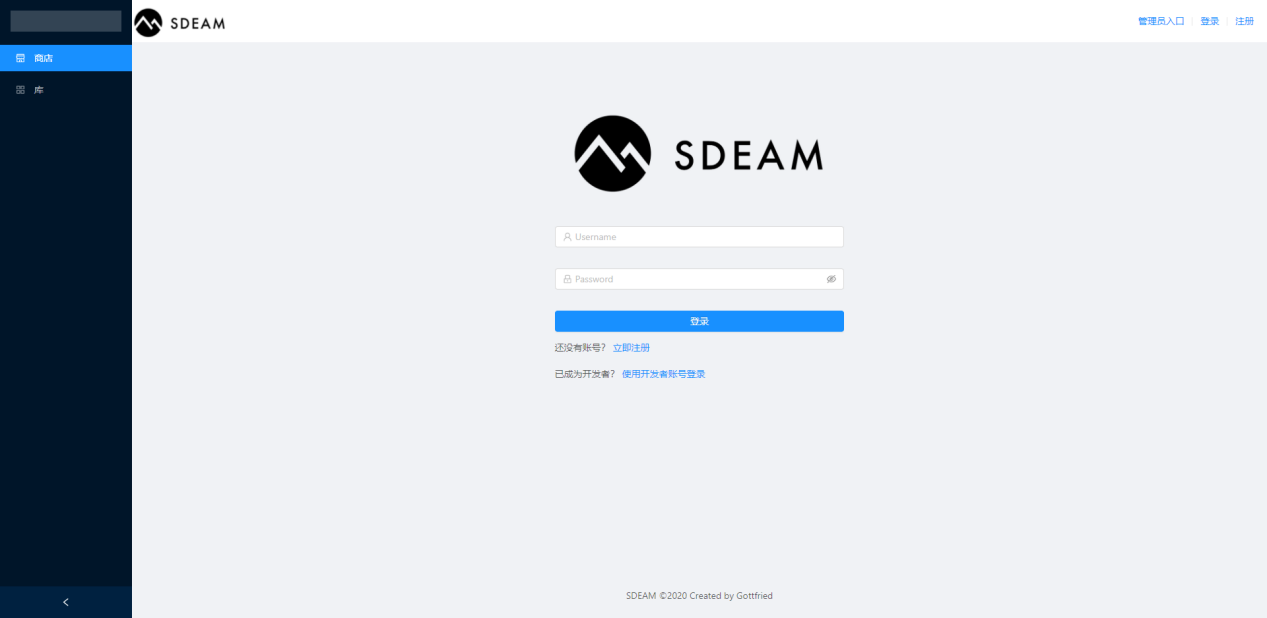 SDEAM
管理员入口 登录 注册
商店
库
SDEAM
Username
Password
登录
还没有账号? 立即注册
已成为开发者? 使用开发者账号登录
SDEAM ©2020 Created by Gottfried